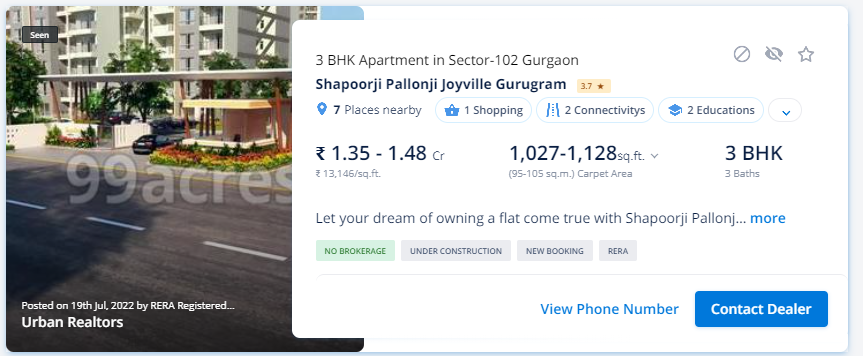 Seen
99acres
Posted on 19th Jul, 2022 by RERA Registered...
Urban Realtors
3 BHK Apartment in Sector-102 Gurgaon
Shapoorji Pallonji Joyville Gurugram 3.7 ★
7 Places nearby 1 Shopping 2 Connectivitys 2 Educations
₹ 1.35 - 1.48 Cr 1,027-1,128 sq.ft. 3 BHK
₹ 13,146/sq.ft. (95-105 sq.m.) Carpet Area 3 Baths
Let your dream of owning a flat come true with Shapoorji Pallonj... more
NO BROKERAGE UNDER CONSTRUCTION NEW BOOKING RERA
View Phone Number Contact Dealer